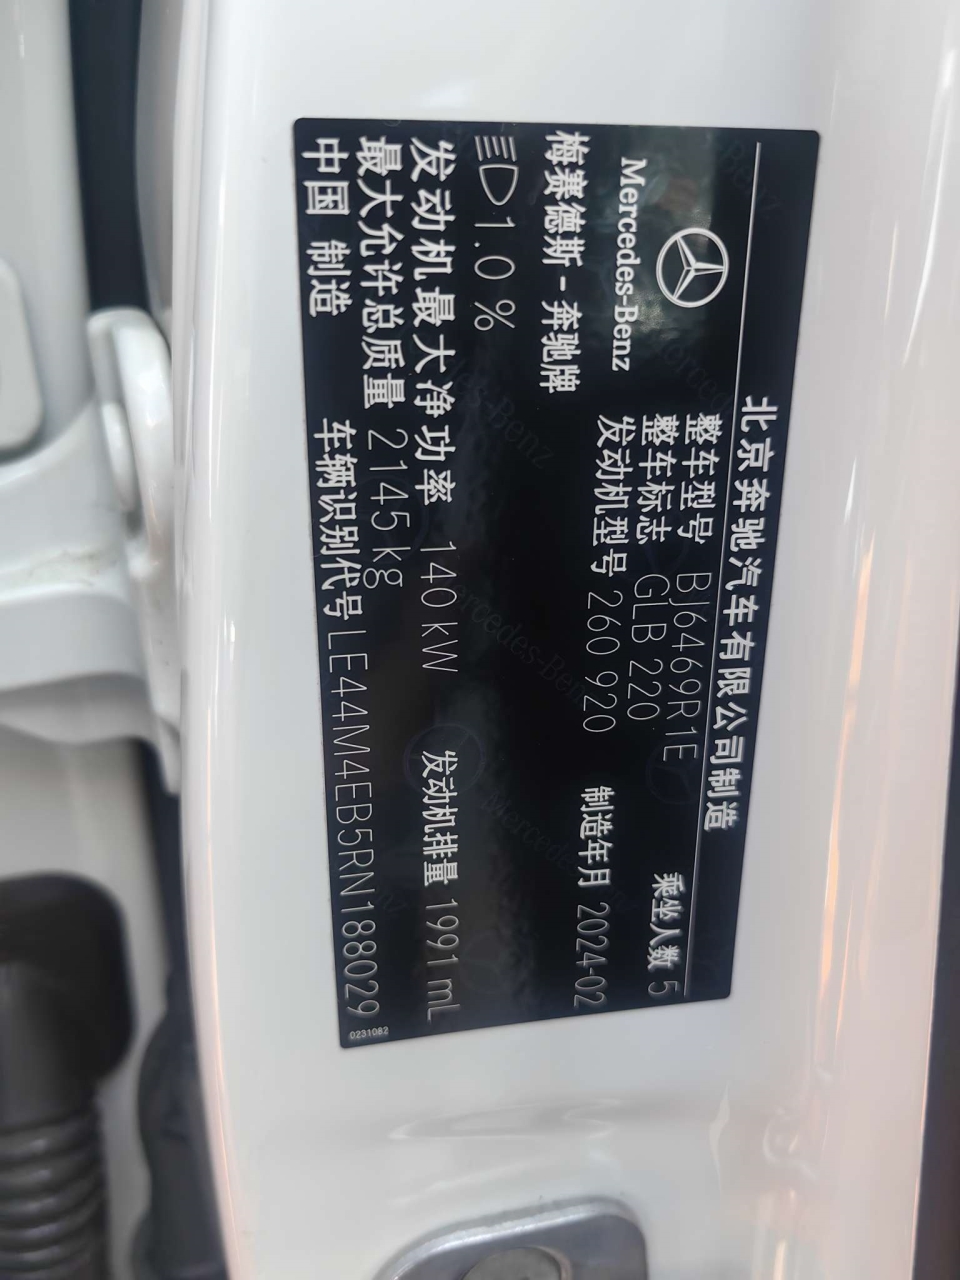 北京奔驰汽车有限公司制造
Mercedes-Benz
梅赛德斯-奔驰牌
整车型号 BJ6469R1E 乘坐人数 5
整车标志 GLB 220
发动机型号 260 920 制造年月 2024-02
1.0%
发动机最大净功率 140 kW 发动机排量 1991 mL
最大允许总质量 2145 kg
中国 制造 车辆识别代号 LE44M4EB5RN188029
0231082